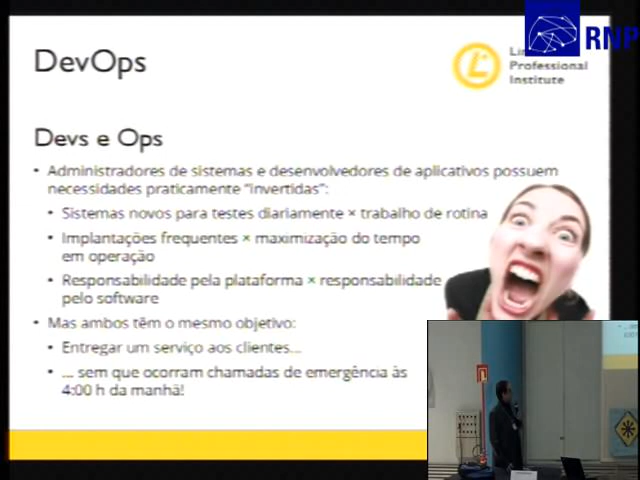 DevOps
RNP
Professional
Institute
Devs e Ops
• Administradores de sistemas e desenvolvedores de aplicativos possuem
necessidades praticamente “invertidas”:
• Sistemas novos para testes diariamente × trabalho de rotina
• Implantações frequentes × maximização do tempo
em operação
• Responsabilidade pela plataforma × responsabilidade
pelo software
• Mas ambos têm o mesmo objetivo:
• Entregar um serviço aos clientes...
• ... sem que ocorram chamadas de emergência às
4:00 h da manhã!